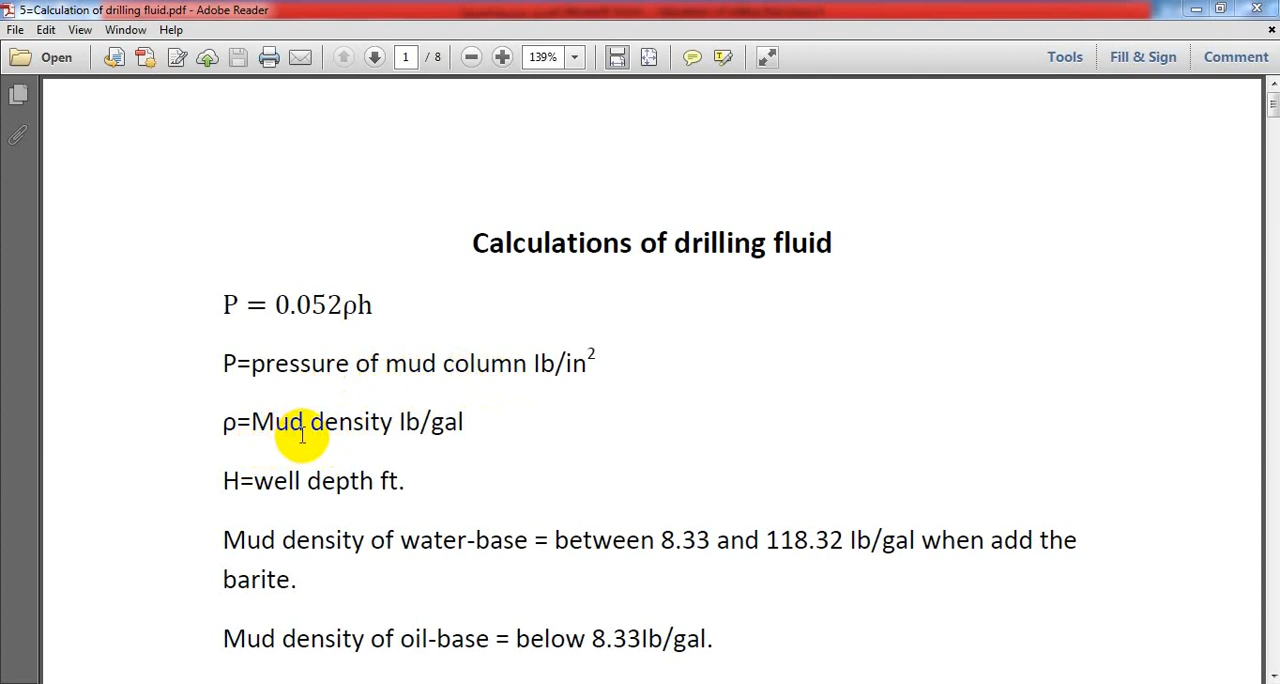 5=Calculation of drilling fluid.pdf - Adobe Reader
File Edit View Window Help
Open 1 / 8 139% Tools Fill & Sign Comment
Calculations of drilling fluid
P = 0.052ρh
P=pressure of mud column Ib/in²
ρ=Mud density Ib/gal
H=well depth ft.
Mud density of water-base = between 8.33 and 118.32 Ib/gal when add the
barite.
Mud density of oil-base = below 8.33Ib/gal.